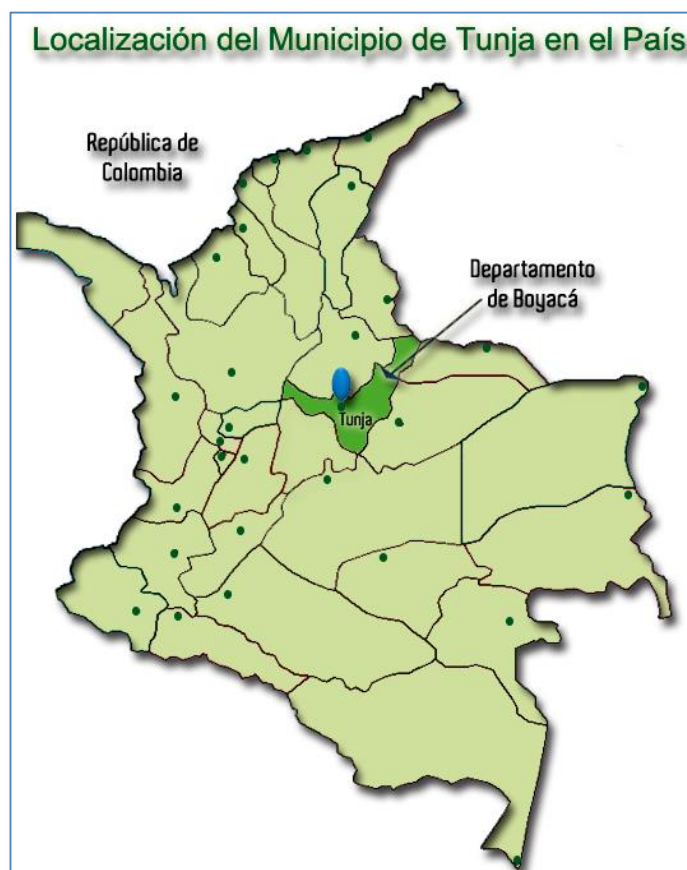 Localización del Municipio de Tunja en el País
República de
Colombia
Departamento
de Boyacá
Tunja